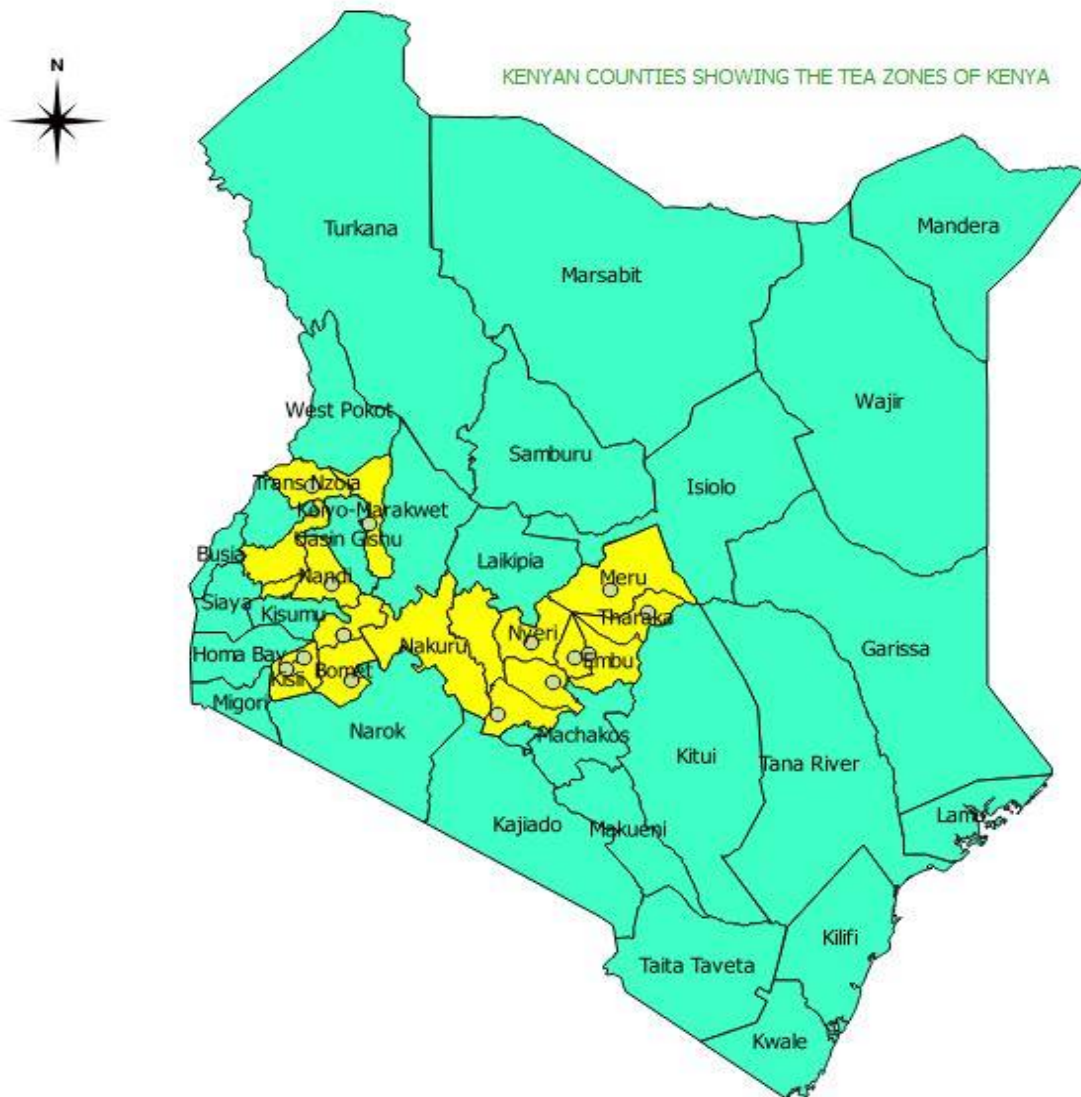 N
KENYAN COUNTIES SHOWING THE TEA ZONES OF KENYA
Turkana
Mandera
Marsabit
Wajir
West Pokot
Samburu
Trans Nzoia
Isiolo
Keiyo-Marakwet
Uasin Gishu
Busia
Laikipia
Nandi
Meru
Siaya
Kisumu
Tharaka
Nyeri
Nakuru
Garissa
Homa Bay
Embu
Bomet
Kisii
Migori
Narok
Machakos
Kitui
Tana River
Kajiado
Makueni
Lamu
Kilifi
Taita Taveta
Kwale